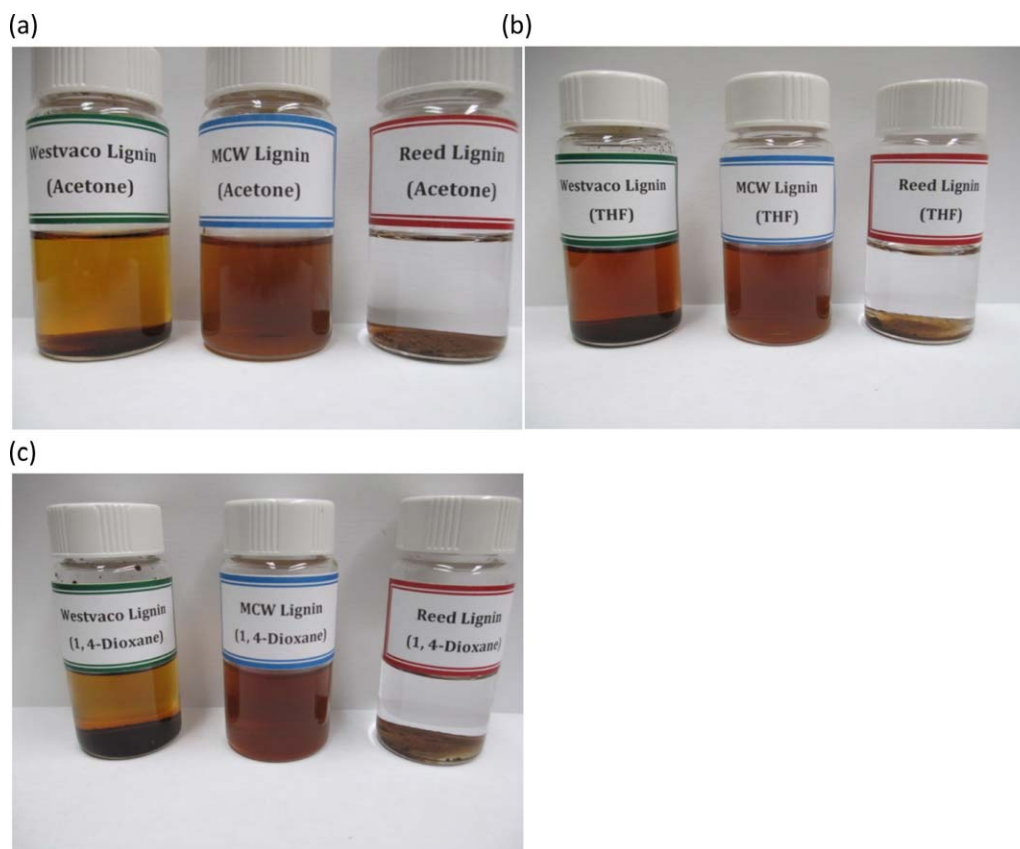 (a)
Westvaco Lignin
(Acetone)
MCW Lignin
(Acetone)
Reed Lignin
(Acetone)
(b)
Westvaco Lignin
(THF)
MCW Lignin
(THF)
Reed Lignin
(THF)
(c)
Westvaco Lignin
(1, 4-Dioxane)
MCW Lignin
(1, 4-Dioxane)
Reed Lignin
(1, 4-Dioxane)